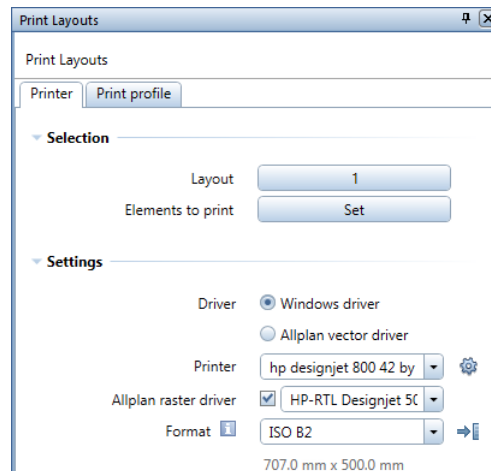 Print Layouts
Print Layouts
Printer Print profile
Selection
Layout 1
Elements to print Set
Settings
Driver Windows driver
Allplan vector driver
Printer hp designjet 800 42 by
Allplan raster driver HP-RTL Designjet
Format i ISO B2
707.0 mm x 500.0 mm